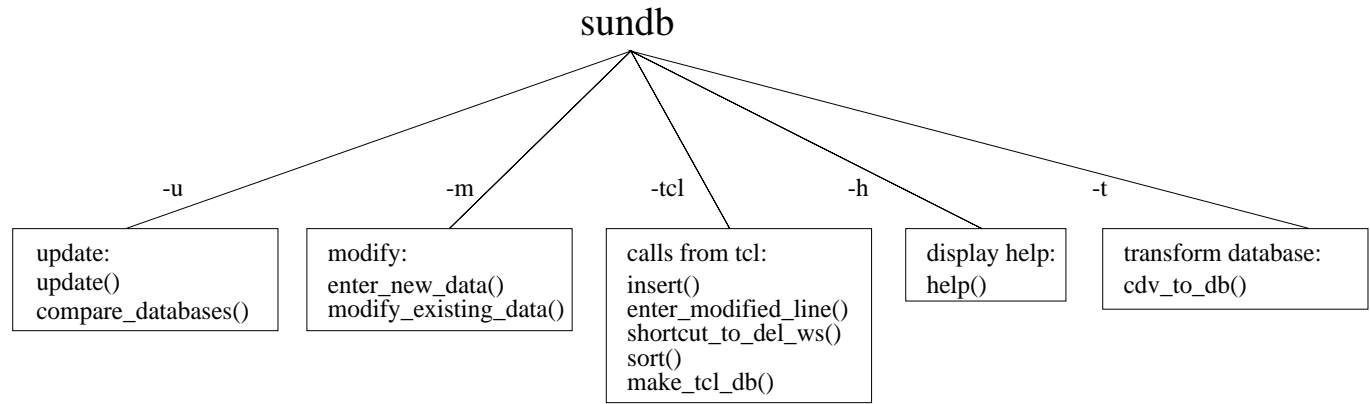 sundb
-u
-m
-tcl
-h
-t
update:
update()
compare_databases()
modify:
enter_new_data()
modify_existing_data()
calls from tcl:
insert()
enter_modified_line()
shortcut_to_del_ws()
sort()
make_tcl_db()
display help:
help()
transform database:
cdv_to_db()